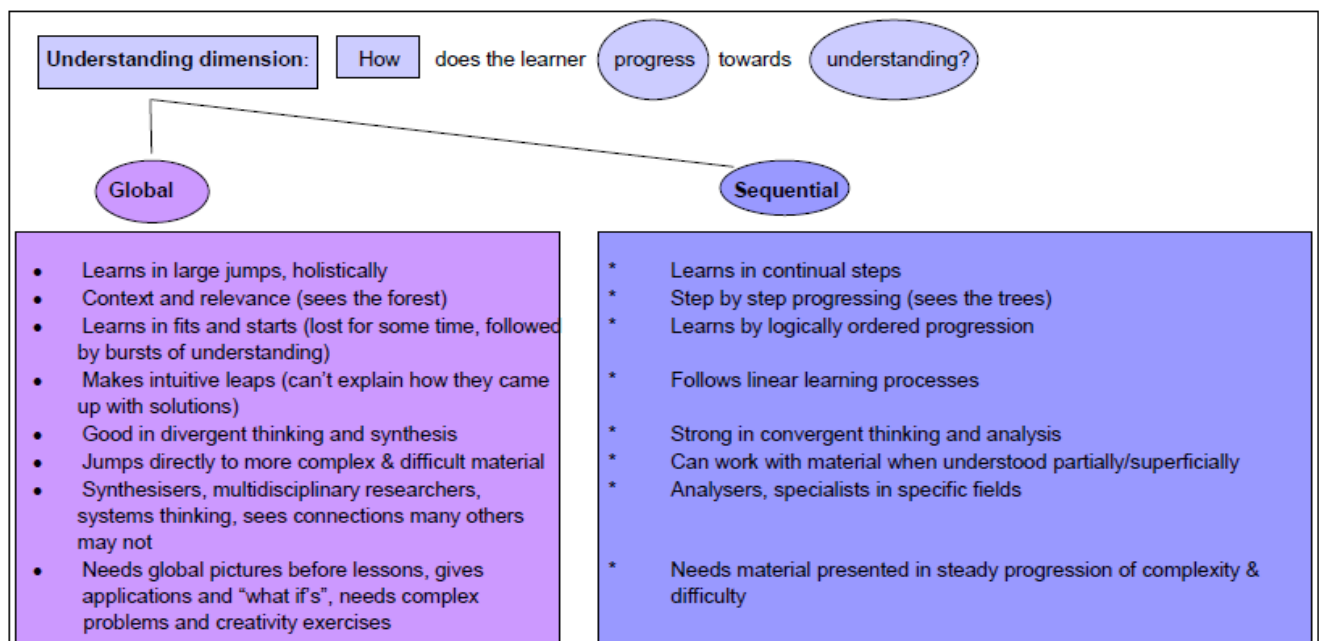 Understanding dimension: How does the learner progress towards understanding?
Global
Sequential
• Learns in large jumps, holistically
• Context and relevance (sees the forest)
• Learns in fits and starts (lost for some time, followed
by bursts of understanding)
• Makes intuitive leaps (can’t explain how they came
up with solutions)
• Good in divergent thinking and synthesis
• Jumps directly to more complex & difficult material
• Synthesisers, multidisciplinary researchers,
systems thinking, sees connections many others
may not
• Needs global pictures before lessons, gives
applications and “what if’s”, needs complex
problems and creativity exercises
* Learns in continual steps
* Step by step progressing (sees the trees)
* Learns by logically ordered progression
* Follows linear learning processes
* Strong in convergent thinking and analysis
* Can work with material when understood partially/superficially
* Analysers, specialists in specific fields
* Needs material presented in steady progression of complexity &
difficulty